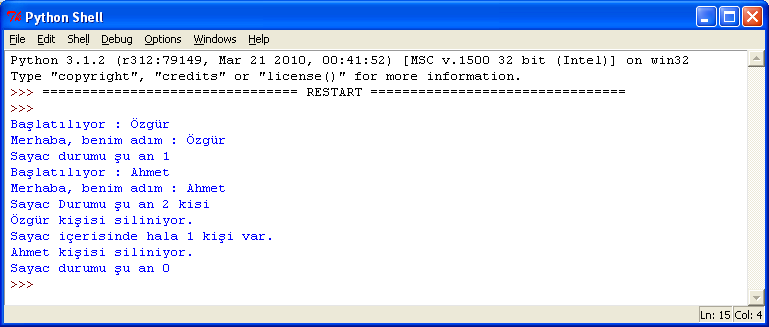 Python Shell
File Edit Shell Debug Options Windows Help
Python 3.1.2 (r312:79149, Mar 21 2010, 00:41:52) [MSC v.1500 32 bit (Intel)] on win32
Type "copyright", "credits" or "license()" for more information.
>>> ================================ RESTART ================================
>>>
Başlatılıyor : Özgür
Merhaba, benim adım : Özgür
Sayac durumu şu an 1
Başlatılıyor : Ahmet
Merhaba, benim adım : Ahmet
Sayac Durumu şu an 2 kisi
Özgür kişisi siliniyor.
Sayac içerisinde hala 1 kişi var.
Ahmet kişisi siliniyor.
Sayac durumu şu an 0
>>>
Ln: 15 Col: 4